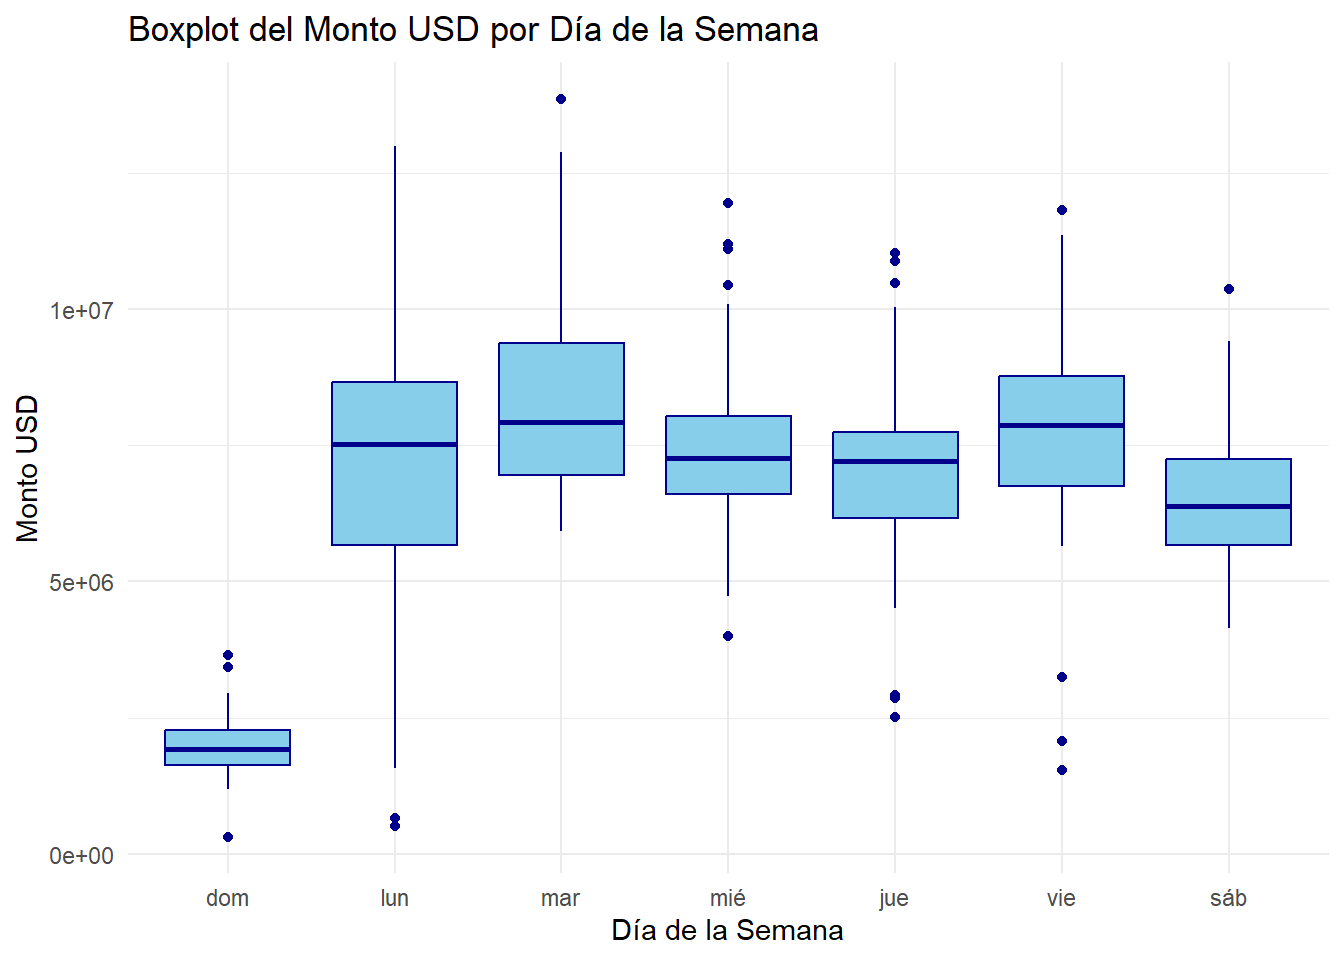 Boxplot del Monto USD por Día de la Semana
Monto USD
1e+07
5e+06
0e+00
dom lun mar mié jue vie sáb
Día de la Semana